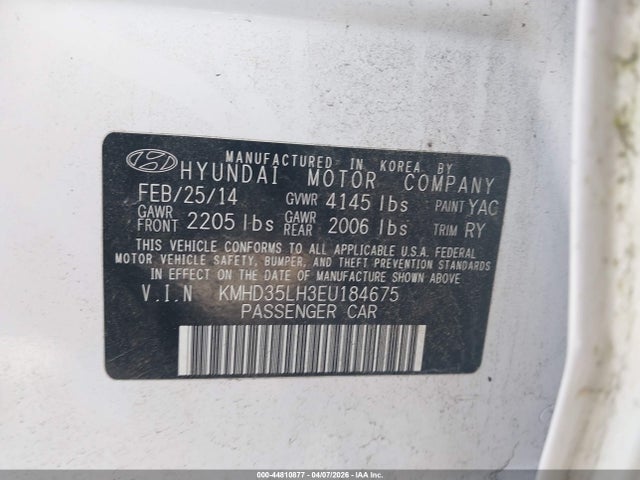 MANUFACTURED IN KOREA BY
HYUNDAI MOTOR COMPANY
FEB/25/14 GVWR 4145 lbs PAINT YAC
GAWR FRONT 2205 lbs GAWR REAR 2006 lbs TRIM RY
THIS VEHICLE CONFORMS TO ALL APPLICABLE U.S.A. FEDERAL
MOTOR VEHICLE SAFETY, BUMPER, AND THEFT PREVENTION STANDARDS
IN EFFECT ON THE DATE OF MANUFACTURE SHOWN ABOVE
V.I.N KMHD35LH3EU184675
PASSENGER CAR
000-44810877 - 04/07/2026 - IAAI.COM